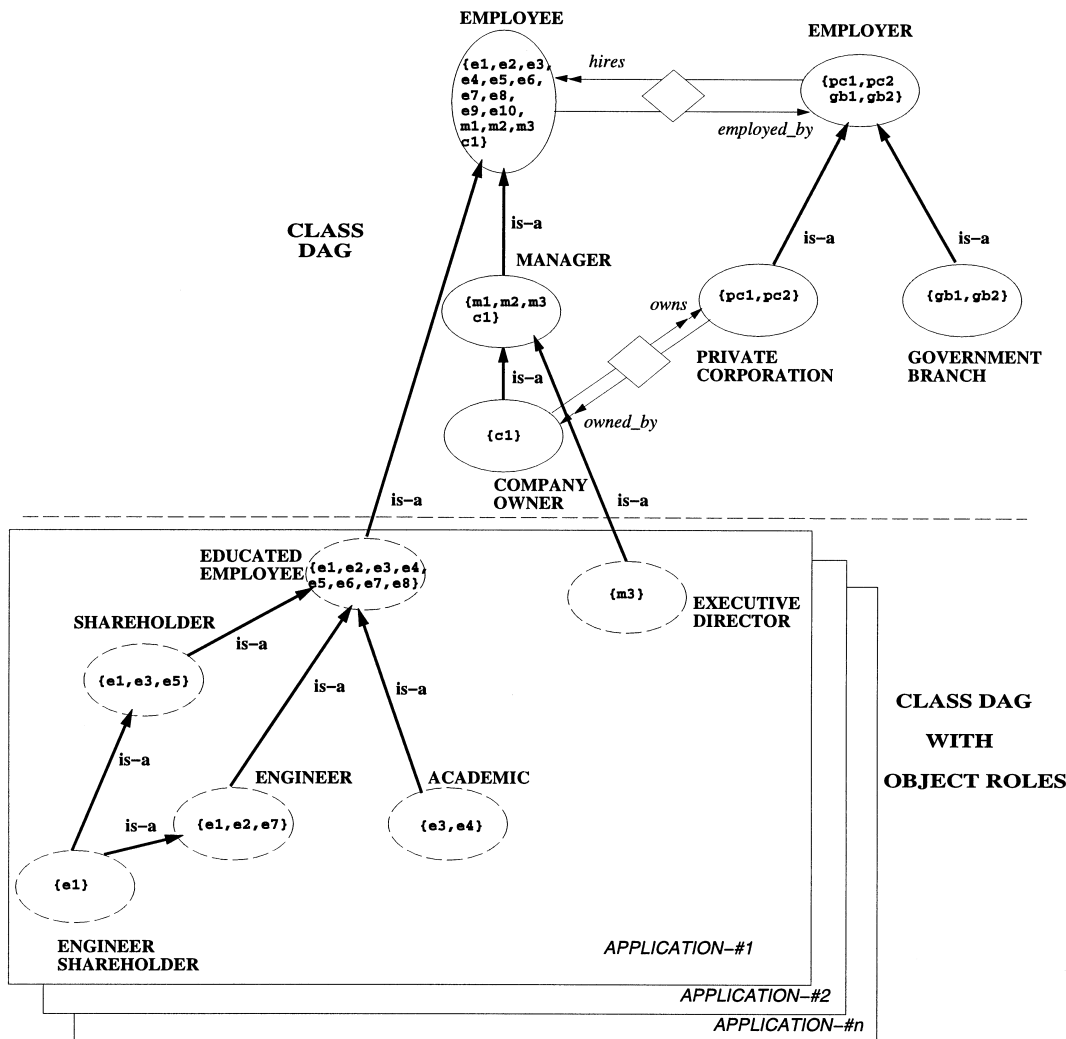 EMPLOYEE
EMPLOYER
{e1,e2,e3,
e4,e5,e6,
e7,e8,
e9,e10,
m1,m2,m3
c1}
hires
{pc1,pc2
gb1,gb2}
employed_by
CLASS
DAG
is-a
is-a
is-a
MANAGER
{m1,m2,m3
c1}
owns
{pc1,pc2}
{gb1,gb2}
PRIVATE
CORPORATION
GOVERNMENT
BRANCH
is-a
{c1}
owned_by
COMPANY
OWNER
is-a
is-a
EDUCATED
EMPLOYEE
{e1,e2,e3,e4,
e5,e6,e7,e8}
{m3}
EXECUTIVE
DIRECTOR
SHAREHOLDER
is-a
{e1,e3,e5}
is-a
is-a
CLASS DAG
WITH
OBJECT ROLES
is-a
ENGINEER
ACADEMIC
is-a
{e1,e2,e7}
{e3,e4}
{e1}
ENGINEER
SHAREHOLDER
APPLICATION-#1
APPLICATION-#2
APPLICATION-#n